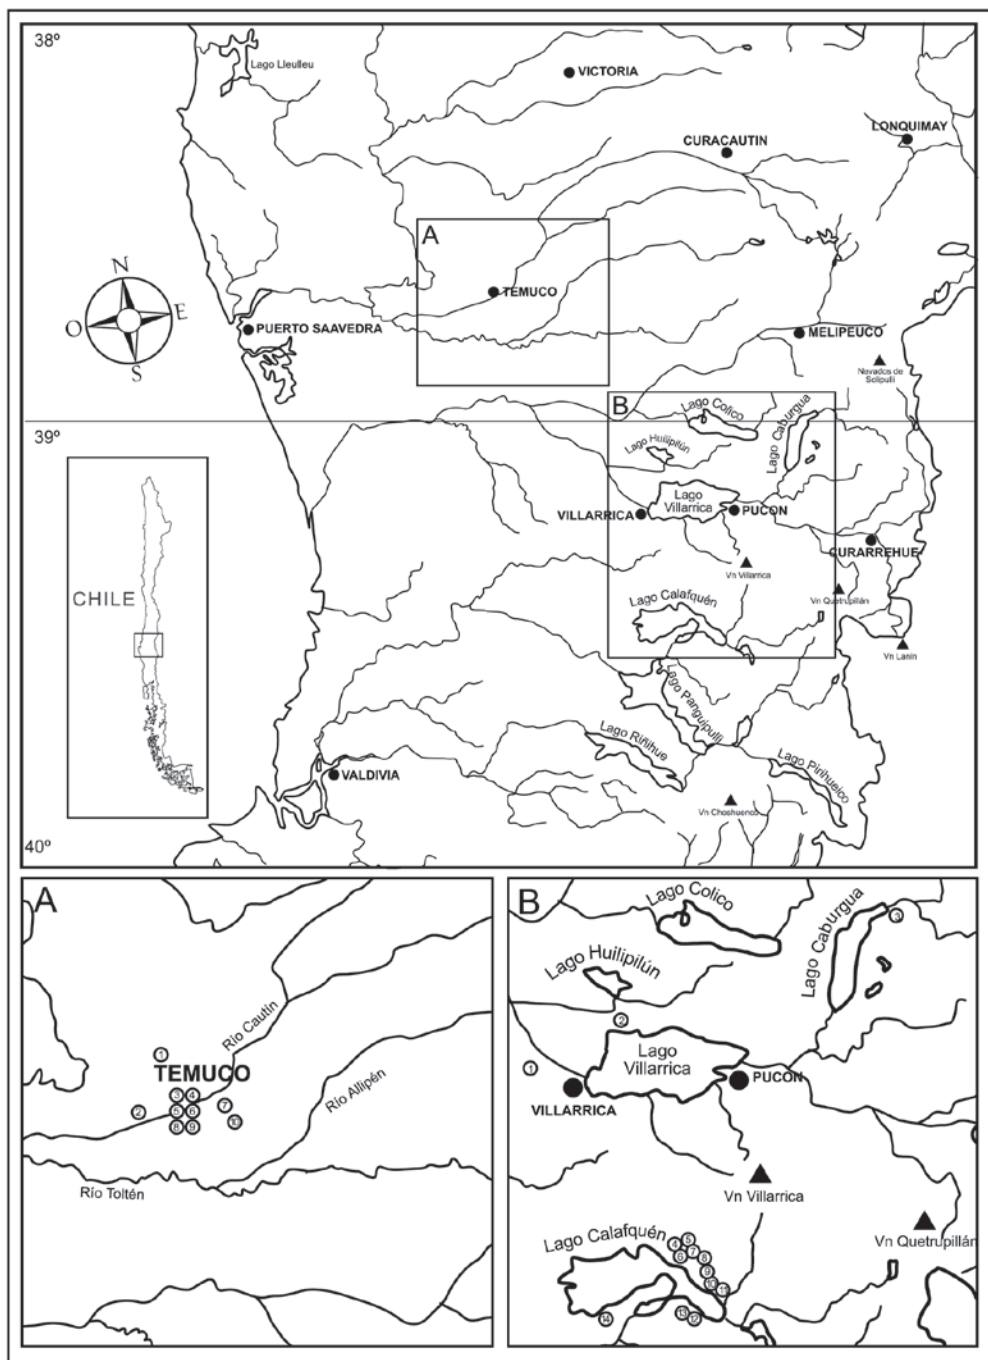 38º
Lago Lleulleu
VICTORIA
CURACAUTIN
LONQUIMAY
A
TEMUCO
N
O
E
S
PUERTO SAAVEDRA
MELIPEUCO
Nevados de
Solipulli
B
39º
Lago Colico
Lago Caburgua
Lago Huilipilún
Lago
Villarrica
VILLARRICA
PUCÓN
CURARREHUE
Vn Villarrica
Vn Quetrupillán
CHILE
Lago Calafquén
Vn Lanín
Lago Panguipulli
Lago Riñihue
Lago Pirihueico
VALDIVIA
Vn Choshuenco
40º
A
Río Cautín
1
TEMUCO
3 4
2 5 6 7
8 9 10
Río Allipén
Río Toltén
B
Lago Colico
Lago Caburgua
3
Lago Huilipilún
2
1
Lago
Villarrica
PUCÓN
VILLARRICA
Vn Villarrica
Vn Quetrupillán
Lago Calafquén
4 5
6 7 8
9
10 11
13 12
14